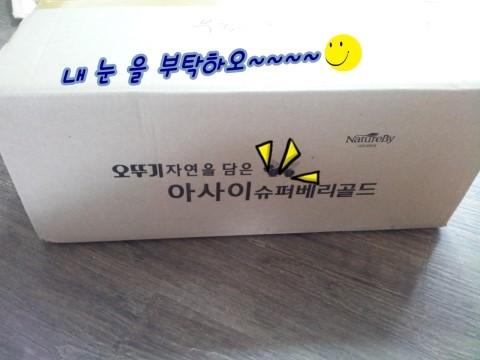 내 눈 을 부탁하오~~~~~
NatureBy
오뚜기자연을 담은
아사이슈퍼베리골드